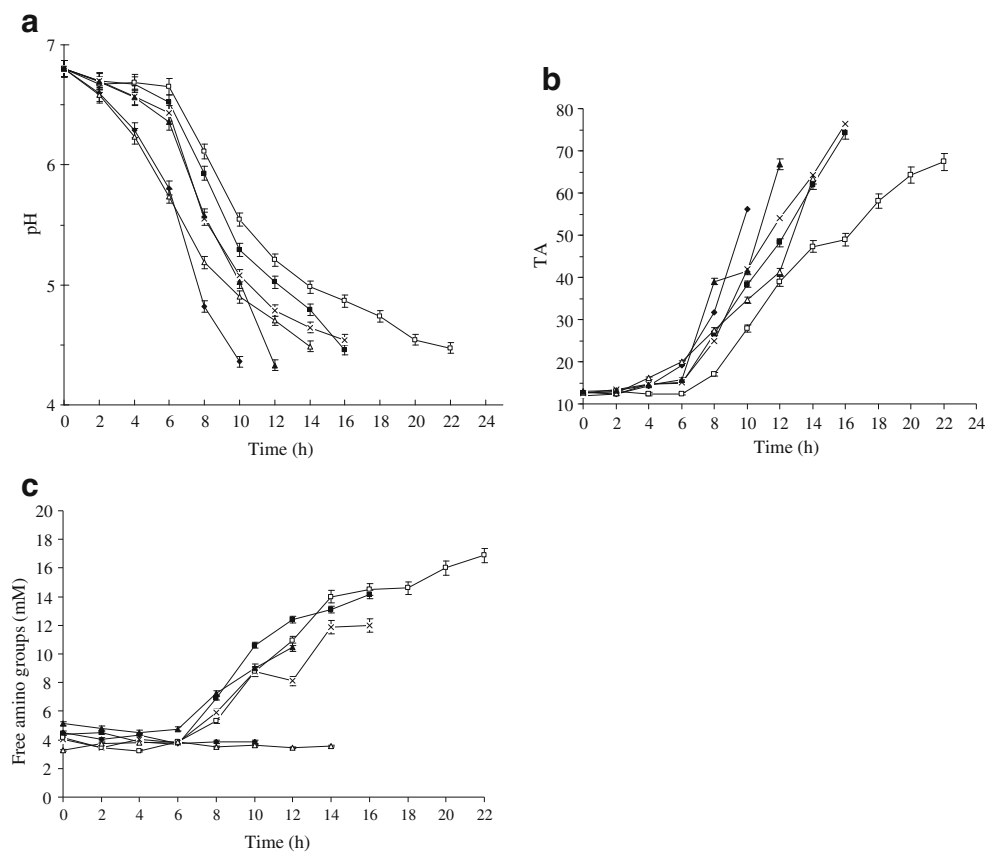 a
7
6
5
4
pH
0 2 4 6 8 10 12 14 16 18 20 22 24
Time (h)
b
80
70
60
50
40
30
20
10
TA
0 2 4 6 8 10 12 14 16 18 20 22 24
Time (h)
c
20
18
16
14
12
10
8
6
4
2
0
Free amino groups (mM)
0 2 4 6 8 10 12 14 16 18 20 22
Time (h)